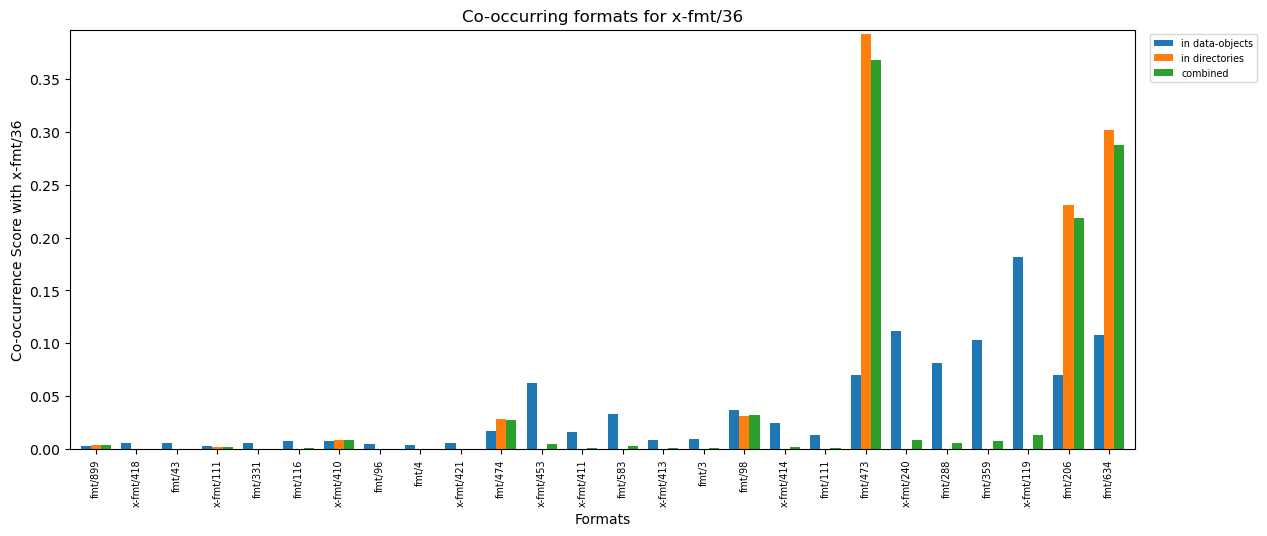 Co-occurring formats for x-fmt/36
Co-occurrence Score with x-fmt/36
0.35
0.30
0.25
0.20
0.15
0.10
0.05
0.00
fmt/899
x-fmt/418
fmt/43
x-fmt/111
fmt/331
fmt/116
x-fmt/410
fmt/96
fmt/4
x-fmt/421
fmt/474
x-fmt/453
x-fmt/411
fmt/583
x-fmt/413
fmt/3
fmt/98
x-fmt/414
fmt/111
fmt/473
x-fmt/240
fmt/288
fmt/359
x-fmt/119
fmt/206
fmt/634
Formats
in data-objects
in directories
combined